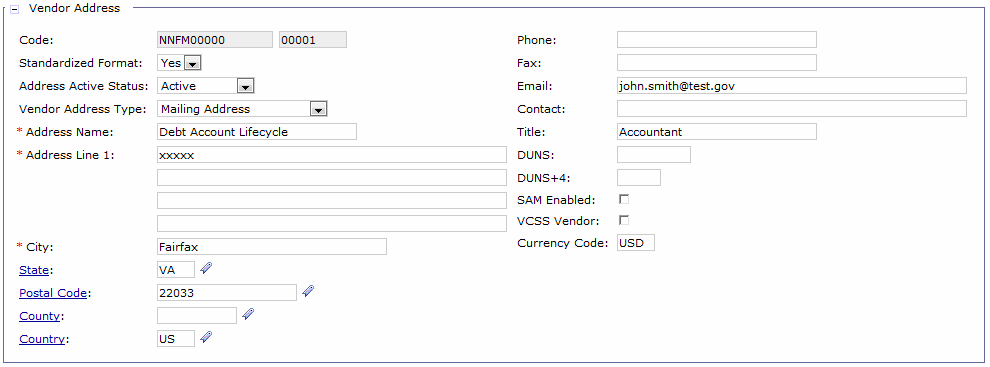 Vendor Address
Code: NNFM00000 00001
Standardized Format: Yes
Address Active Status: Active
Vendor Address Type: Mailing Address
* Address Name: Debt Account Lifecycle
* Address Line 1: xxxxx
* City: Fairfax
State: VA
Postal Code: 22033
County:
Country: US
Phone:
Fax:
Email: john.smith@test.gov
Contact:
Title: Accountant
DUNS:
DUNS+4:
SAM Enabled:
VCSS Vendor:
Currency Code: USD